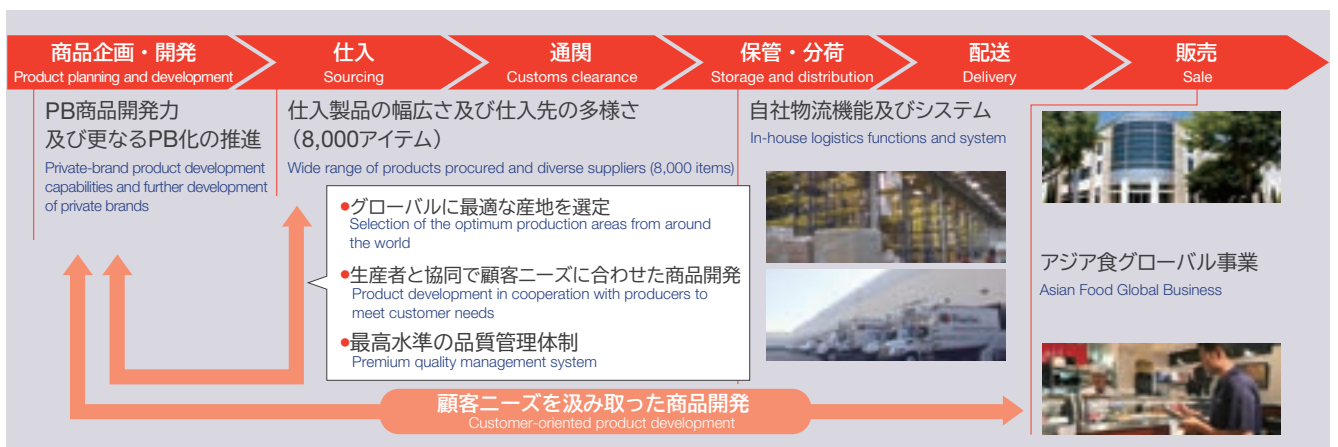 商品企画・開発
Product planning and development
仕入
Sourcing
通関
Customs clearance
保管・分荷
Storage and distribution
配送
Delivery
販売
Sale
PB商品開発力
及び更なるPB化の推進
Private-brand product development
capabilities and further development
of private brands
仕入製品の幅広さ及び仕入先の多様さ
（8,000アイテム）
Wide range of products procured and diverse suppliers (8,000 items)
●グローバルに最適な産地を選定
Selection of the optimum production areas from around
the world
●生産者と協同で顧客ニーズに合わせた商品開発
Product development in cooperation with producers to
meet customer needs
●最高水準の品質管理体制
Premium quality management system
自社物流機能及びシステム
In-house logistics functions and system
アジア食グローバル事業
Asian Food Global Business
顧客ニーズを汲み取った商品開発
Customer-oriented product development